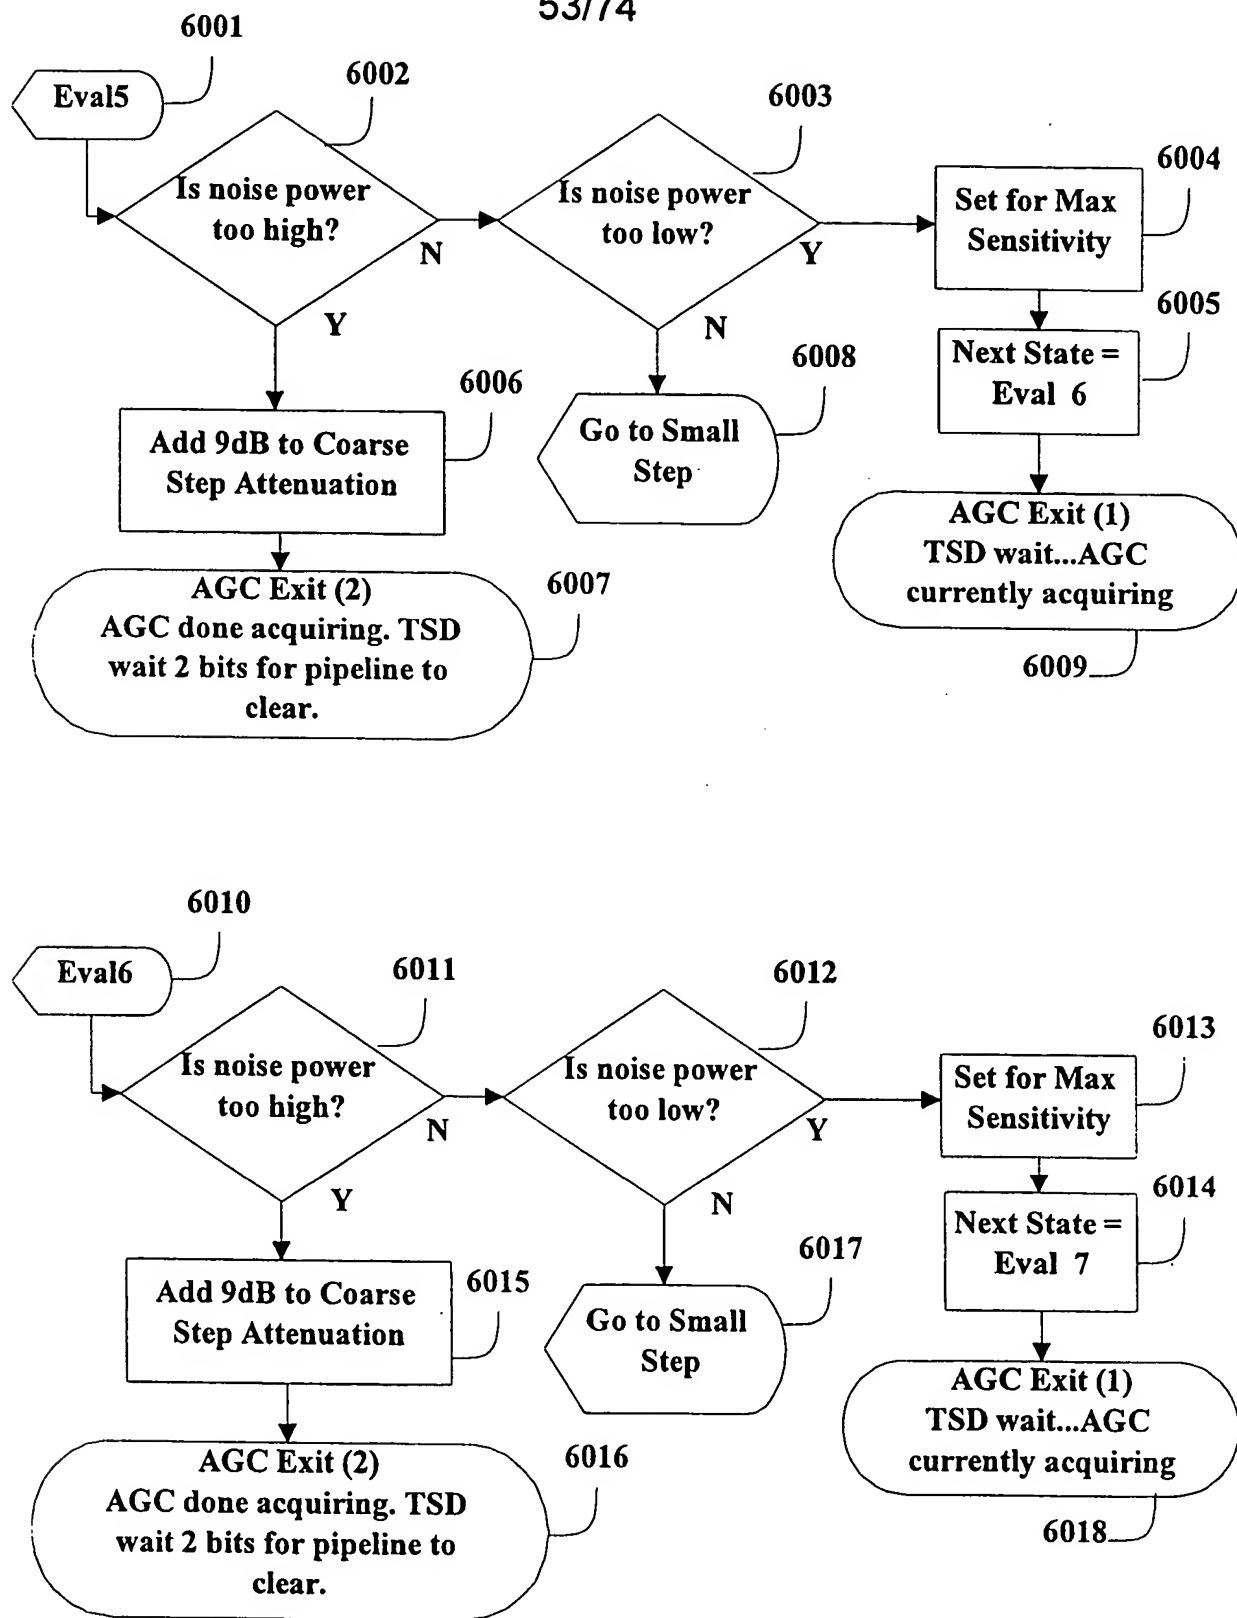 53/74
6001
Eval5
6002
6003
Is noise power
too high?
N
Y
Is noise power
too low?
Y
N
6004
Set for Max
Sensitivity
6005
Next State =
Eval 6
6006
Add 9dB to Coarse
Step Attenuation
6008
Go to Small
Step
AGC Exit (1)
TSD wait...AGC
currently acquiring
6009
AGC Exit (2)
AGC done acquiring. TSD
wait 2 bits for pipeline to
clear.
6007
6010
Eval6
6011
6012
Is noise power
too high?
N
Y
Is noise power
too low?
Y
N
6013
Set for Max
Sensitivity
6014
Next State =
Eval 7
6015
Add 9dB to Coarse
Step Attenuation
6017
Go to Small
Step
AGC Exit (1)
TSD wait...AGC
currently acquiring
6018
AGC Exit (2)
AGC done acquiring. TSD
wait 2 bits for pipeline to
clear.
6016